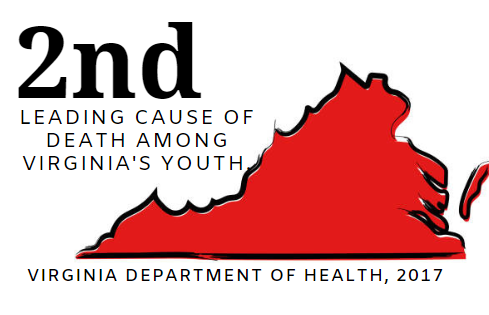 2nd
LEADING CAUSE OF
DEATH AMONG
VIRGINIA'S YOUTH.
VIRGINIA DEPARTMENT OF HEALTH, 2017